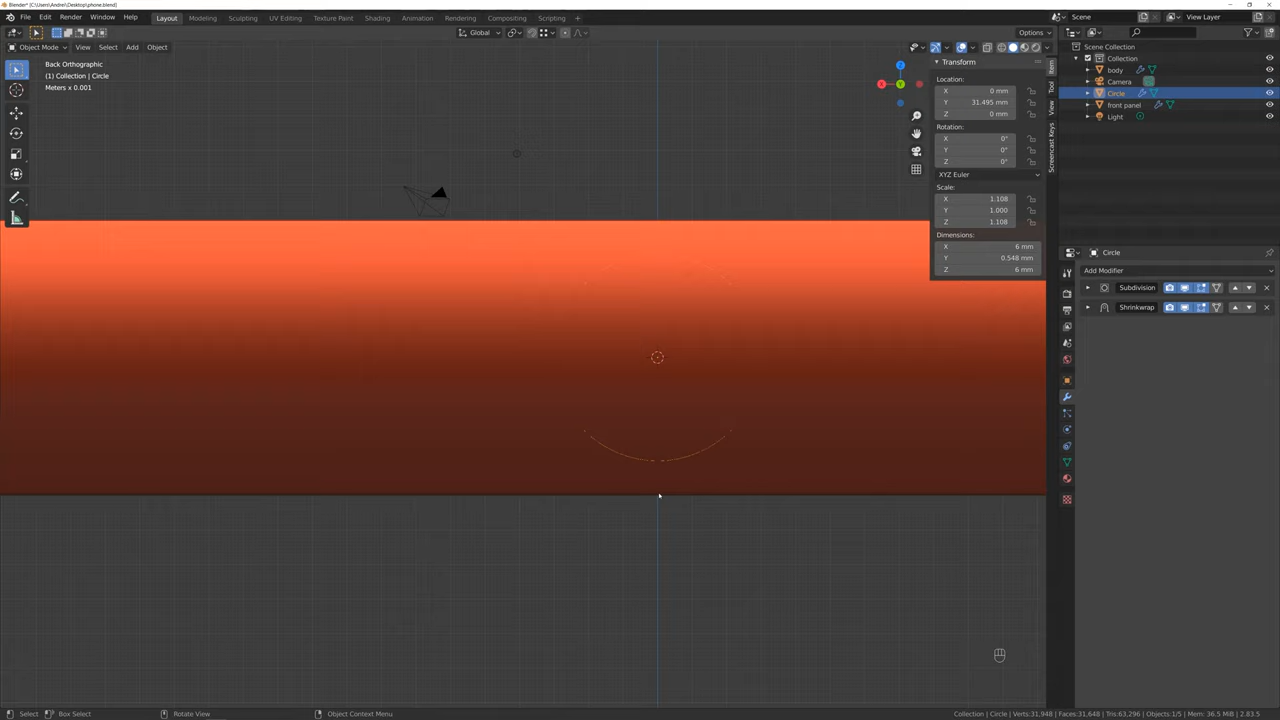 Blender* [C:\Users\Andrei\Desktop\phone.blend]
File Edit Render Window Help
Layout Modeling Sculpting UV Editing Texture Paint Shading Animation Rendering Compositing Scripting
Scene
View Layer
Global
Options
Object Mode View Select Add Object
Back Orthographic
(1) Collection | Circle
Meters x 0.001
Z
X
Y
Transform
Location:
X 0 mm
Y 31.495 mm
Z 0 mm
Rotation:
X 0°
Y 0°
Z 0°
XYZ Euler
Scale:
X 1.108
Y 1.000
Z 1.108
Dimensions:
X 6 mm
Y 0.548 mm
Z 6 mm
Item
Tool
View
Screencast Keys
Scene Collection
Collection
body
Camera
Circle
front panel
Light
Circle
Add Modifier
Subdivision
Shrinkwrap
Select Box Select Rotate View Object Context Menu
Collection | Circle | Verts:31,948 | Faces:31,648 | Tris:63,296 | Objects:1/5 | Mem: 36.5 MiB | 2.83.5